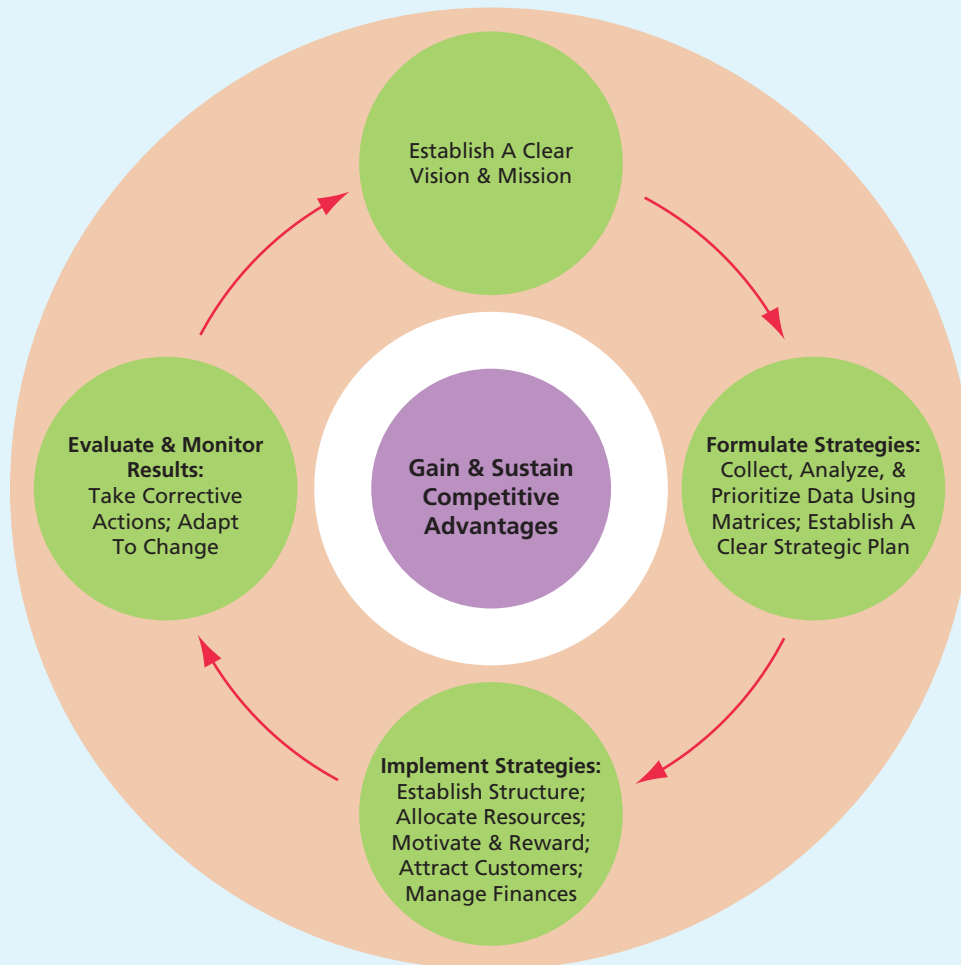 Establish A Clear
Vision & Mission
Formulate Strategies:
Collect, Analyze, &
Prioritize Data Using
Matrices; Establish A
Clear Strategic Plan
Implement Strategies:
Establish Structure;
Allocate Resources;
Motivate & Reward;
Attract Customers;
Manage Finances
Evaluate & Monitor
Results:
Take Corrective
Actions; Adapt
To Change
Gain & Sustain
Competitive
Advantages